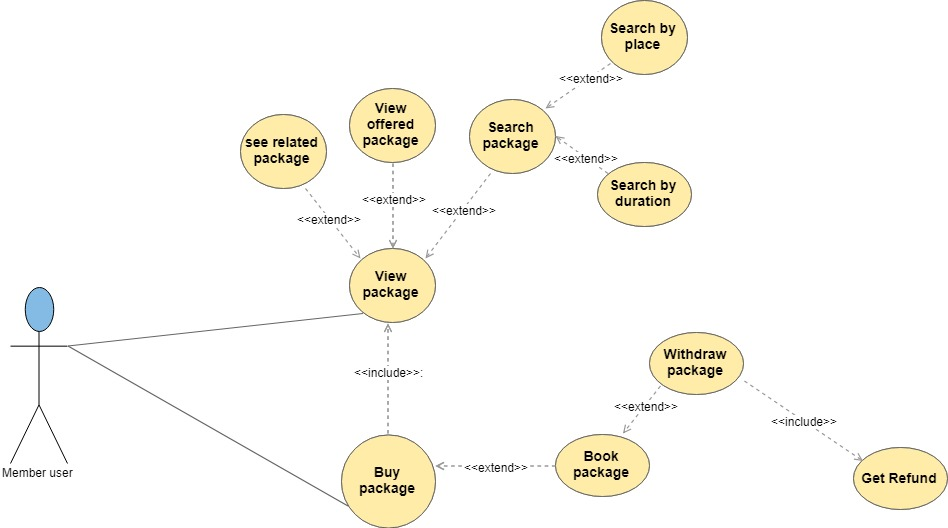 Search by
place
<<extend>>
View
offered
package
Search
package
see related
package
<<extend>>
Search by
duration
<<extend>>
<<extend>>
<<extend>>
View
package
Withdraw
package
<<include>>:
<<extend>>
<<include>>
Member user
Buy
package
<<extend>>
Book
package
Get Refund